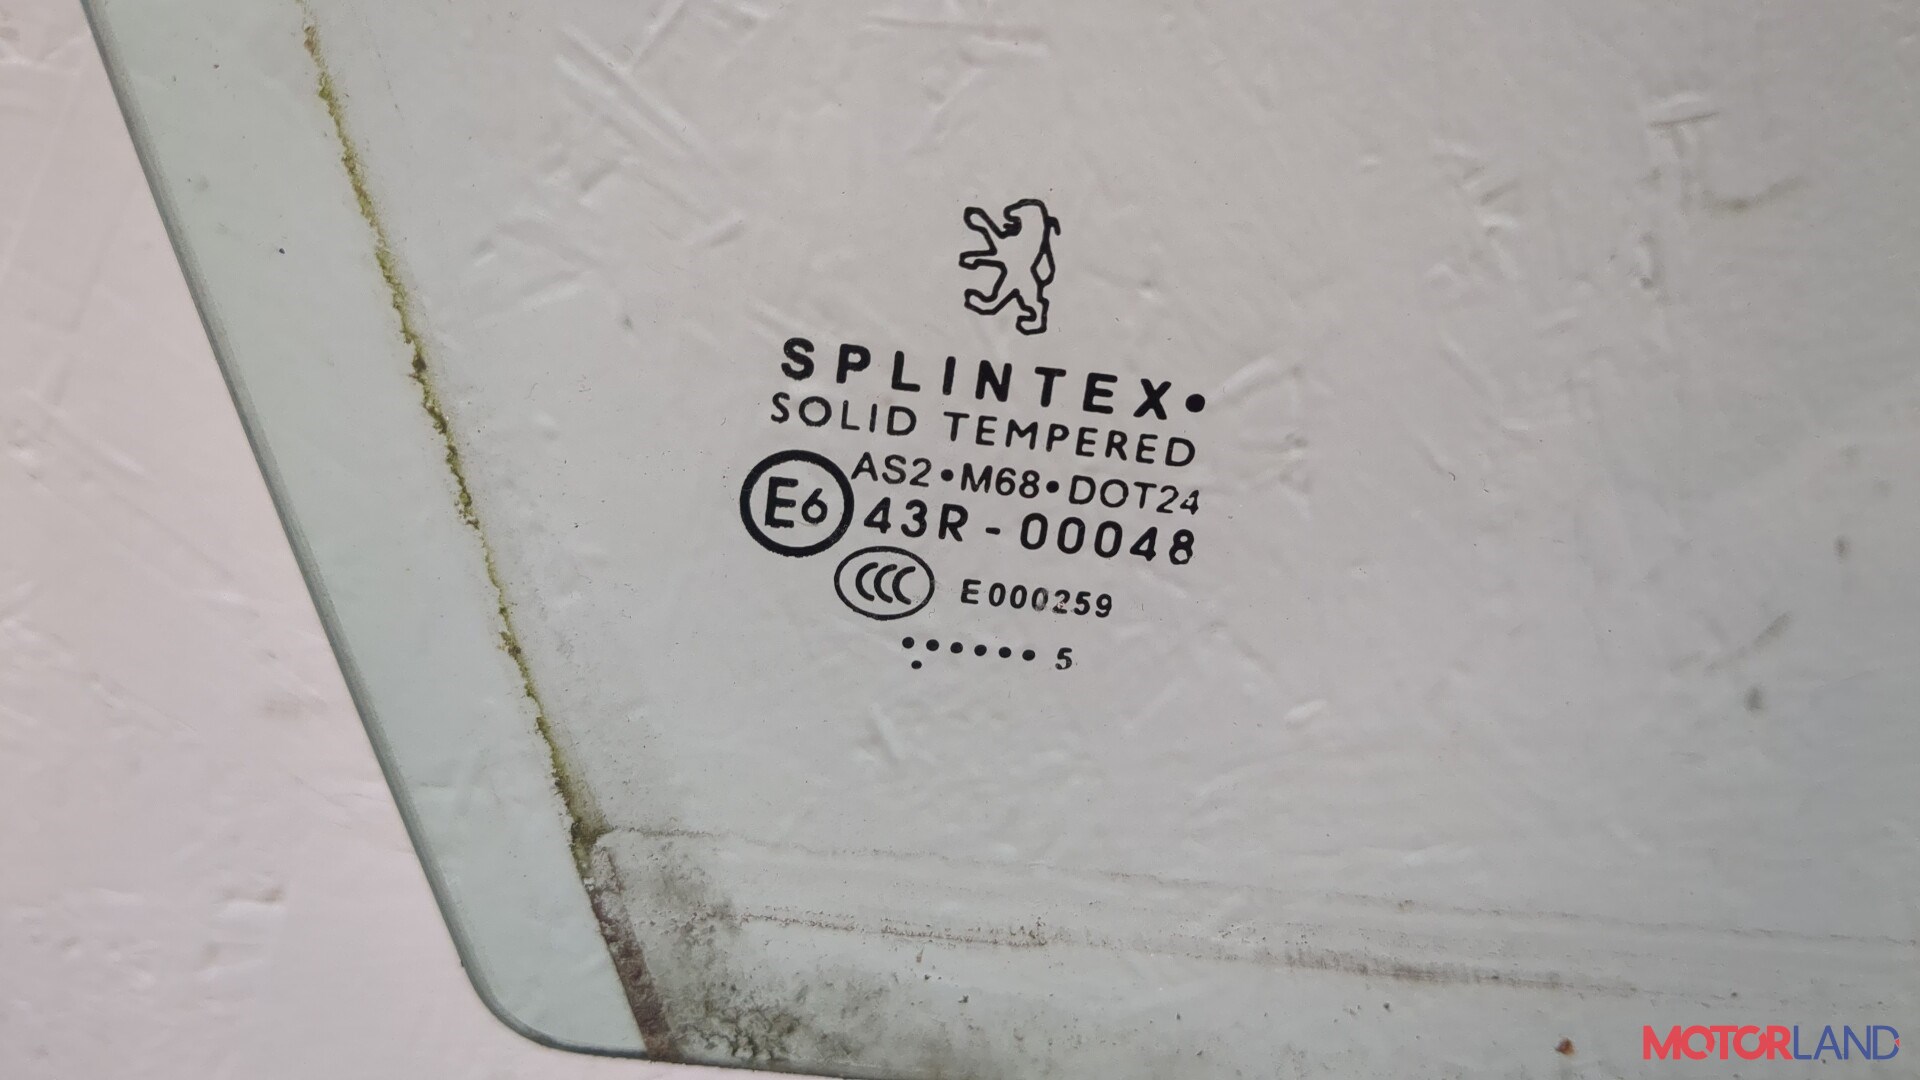 SPLINTEX•
SOLID TEMPERED
AS2•M68•DOT24
E6 43R-00048
CCC E000259
•••••• 5
•
MOTORLAND